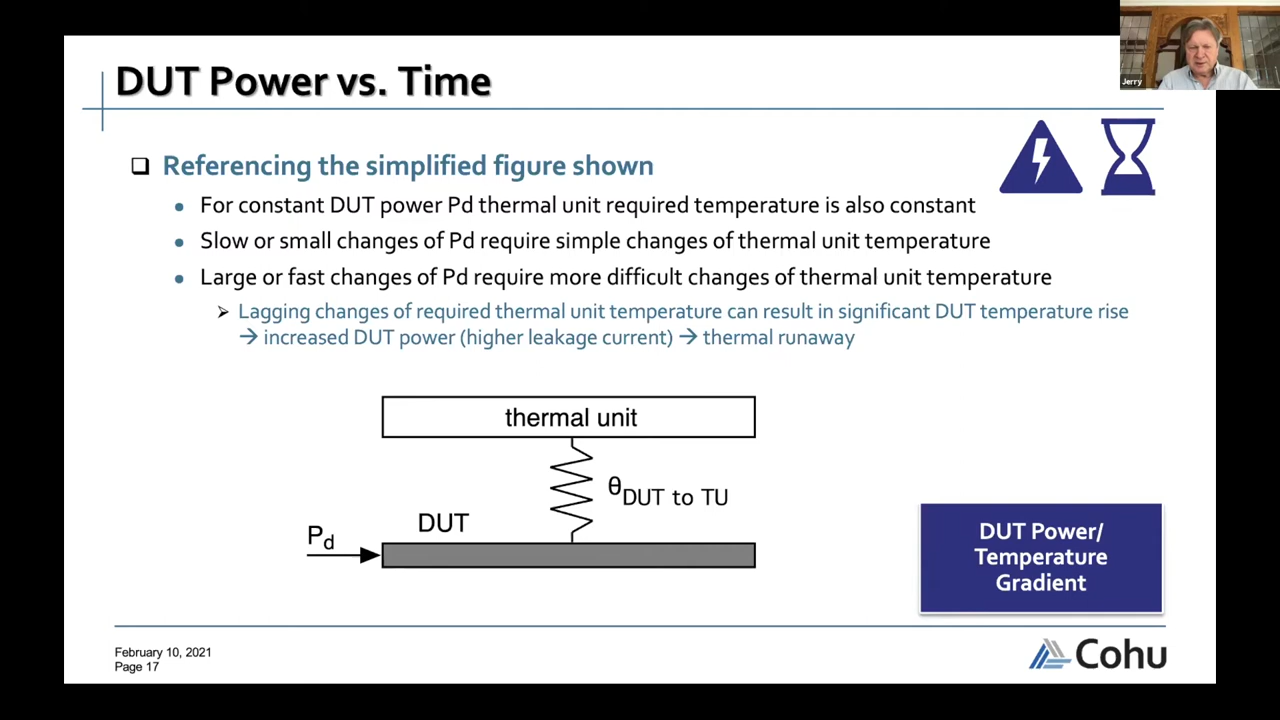 Jerry
DUT Power vs. Time
Referencing the simplified figure shown
For constant DUT power Pd thermal unit required temperature is also constant
Slow or small changes of Pd require simple changes of thermal unit temperature
Large or fast changes of Pd require more difficult changes of thermal unit temperature
Lagging changes of required thermal unit temperature can result in significant DUT temperature rise
→ increased DUT power (higher leakage current) → thermal runaway
thermal unit
θDUT to TU
DUT
Pd
DUT Power/
Temperature
Gradient
February 10, 2021
Page 17
Cohu